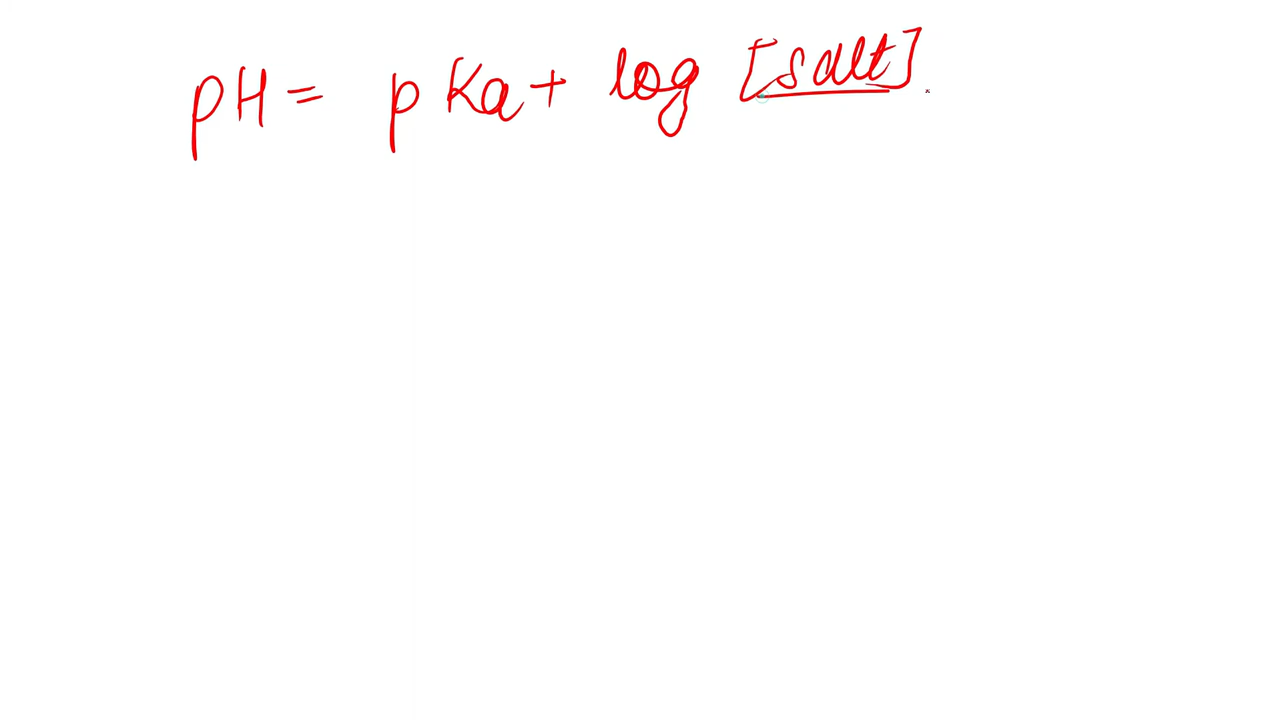 pH = pKa + log [salt]